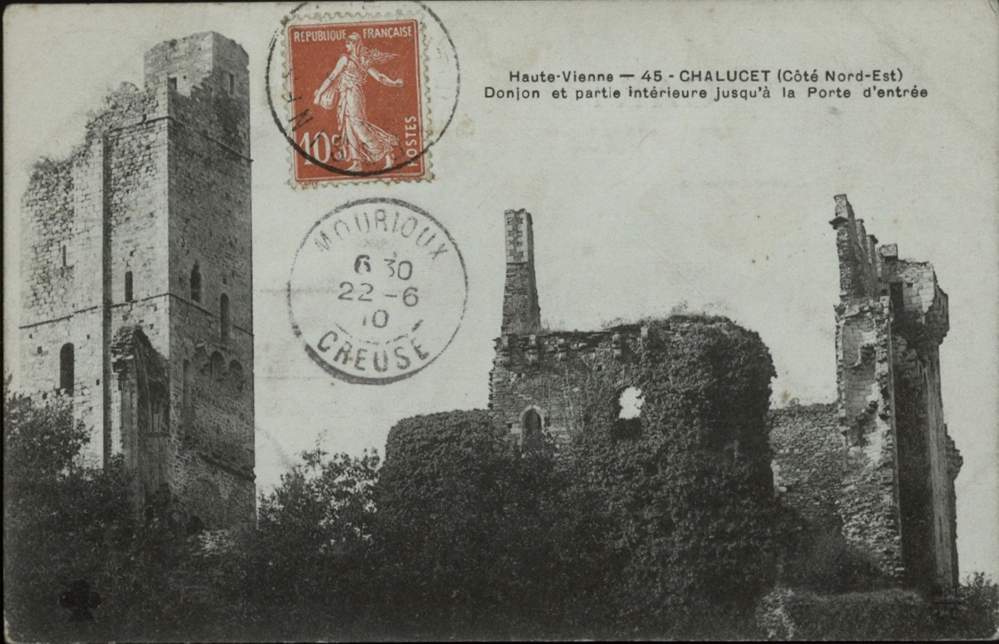 REPUBLIQUE FRANÇAISE
10c POSTES
Haute-Vienne — 45 - CHALUCET (Côté Nord-Est)
Donjon et partie intérieure jusqu'à la Porte d'entrée
MOURIOUX
6 30
22 - 6
10
CREUSE